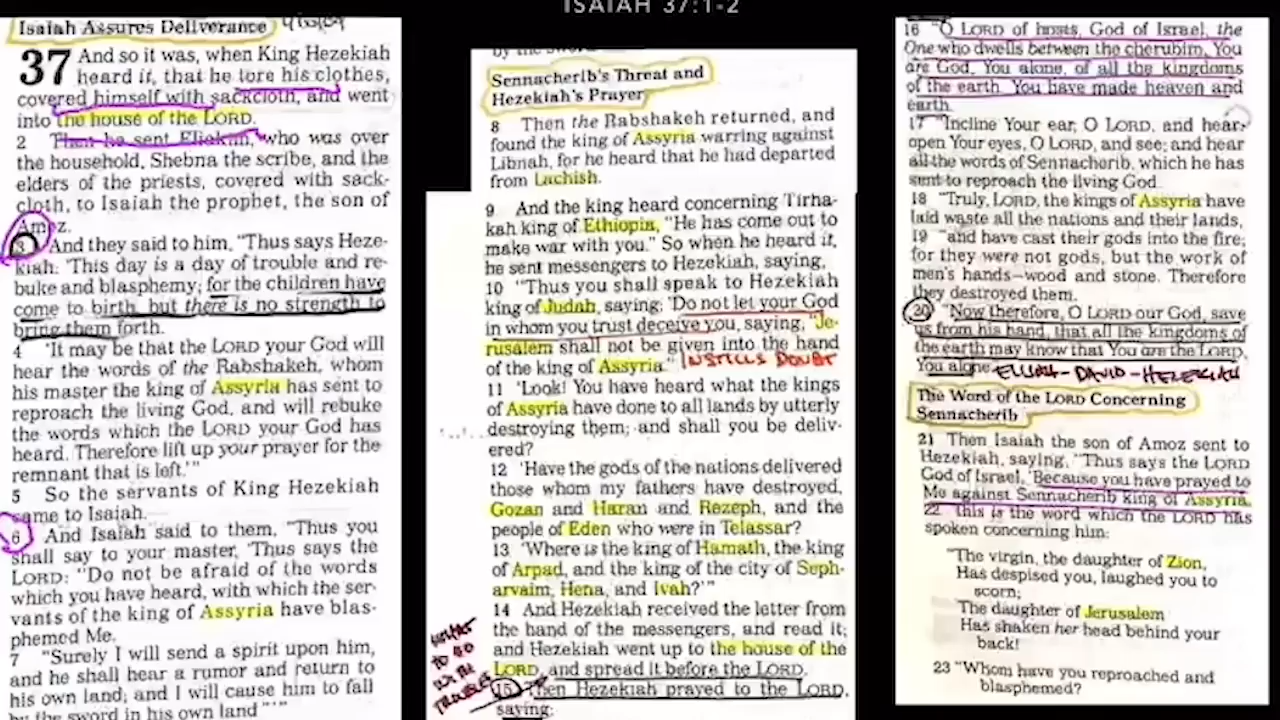 ISAIAH 37:1-2
Isaiah Assures Deliverance
37 And so it was, when King Hezekiah
heard it, that he tore his clothes,
covered himself with sackcloth, and went
into the house of the LORD.
2 Then he sent Eliakim, who was over
the household, Shebna the scribe, and the
elders of the priests, covered with sack-
cloth, to Isaiah the prophet, the son of
Amoz.
3 And they said to him, "Thus says Heze-
kiah: 'This day is a day of trouble and re-
buke and blasphemy; for the children have
come to birth, but there is no strength to
bring them forth.
4 'It may be that the LORD your God will
hear the words of the Rabshakeh, whom
his master the king of Assyria has sent to
reproach the living God, and will rebuke
the words which the LORD your God has
heard. Therefore lift up your prayer for the
remnant that is left.'"
5 So the servants of King Hezekiah
came to Isaiah.
6 And Isaiah said to them, "Thus you
shall say to your master, 'Thus says the
LORD: "Do not be afraid of the words
which you have heard, with which the ser-
vants of the king of Assyria have blas-
phemed Me.
7 "Surely I will send a spirit upon him,
and he shall hear a rumor and return to
his own land; and I will cause him to fall
by the sword in his own land."'"
by the sword
Sennacherib's Threat and
Hezekiah's Prayer
8 Then the Rabshakeh returned, and
found the king of Assyria warring against
Libnah, for he heard that he had departed
from Lachish.
9 And the king heard concerning Tirha-
kah king of Ethiopia, "He has come out to
make war with you." So when he heard it,
he sent messengers to Hezekiah, saying,
10 "Thus you shall speak to Hezekiah
king of Judah, saying: 'Do not let your God
in whom you trust deceive you, saying, "Je-
rusalem shall not be given into the hand
of the king of Assyria." INSTILLS DOUBT
11 'Look! You have heard what the kings
of Assyria have done to all lands by utterly
destroying them; and shall you be deliv-
ered?
12 'Have the gods of the nations delivered
those whom my fathers have destroyed,
Gozan and Haran and Rezeph, and the
people of Eden who were in Telassar?
13 'Where is the king of Hamath, the king
of Arpad, and the king of the city of Seph-
arvaim, Hena, and Ivah?'"
14 And Hezekiah received the letter from
the hand of the messengers, and read it;
and Hezekiah went up to the house of the
LORD, and spread it before the LORD.
15 Then Hezekiah prayed to the LORD,
saying:
WHAT
TO DO
WITH
TROUBLE
16 "O LORD of hosts, God of Israel, the
One who dwells between the cherubim, You
are God, You alone, of all the kingdoms
of the earth. You have made heaven and
earth.
17 "Incline Your ear, O LORD, and hear;
open Your eyes, O LORD, and see; and hear
all the words of Sennacherib, which he has
sent to reproach the living God.
18 "Truly, LORD, the kings of Assyria have
laid waste all the nations and their lands,
19 "and have cast their gods into the fire;
for they were not gods, but the work of
men's hands—wood and stone. Therefore
they destroyed them.
20 "Now therefore, O LORD our God, save
us from his hand, that all the kingdoms of
the earth may know that You are the LORD,
You alone. ELIJAH - DAVID - HEZEKIAH
The Word of the LORD Concerning
Sennacherib
21 Then Isaiah the son of Amoz sent to
Hezekiah, saying, "Thus says the LORD
God of Israel, 'Because you have prayed to
Me against Sennacherib king of Assyria,
22 'this is the word which the LORD has
spoken concerning him:
"The virgin, the daughter of Zion,
Has despised you, laughed you to
scorn;
The daughter of Jerusalem
Has shaken her head behind your
back!
23 "Whom have you reproached and
blasphemed?